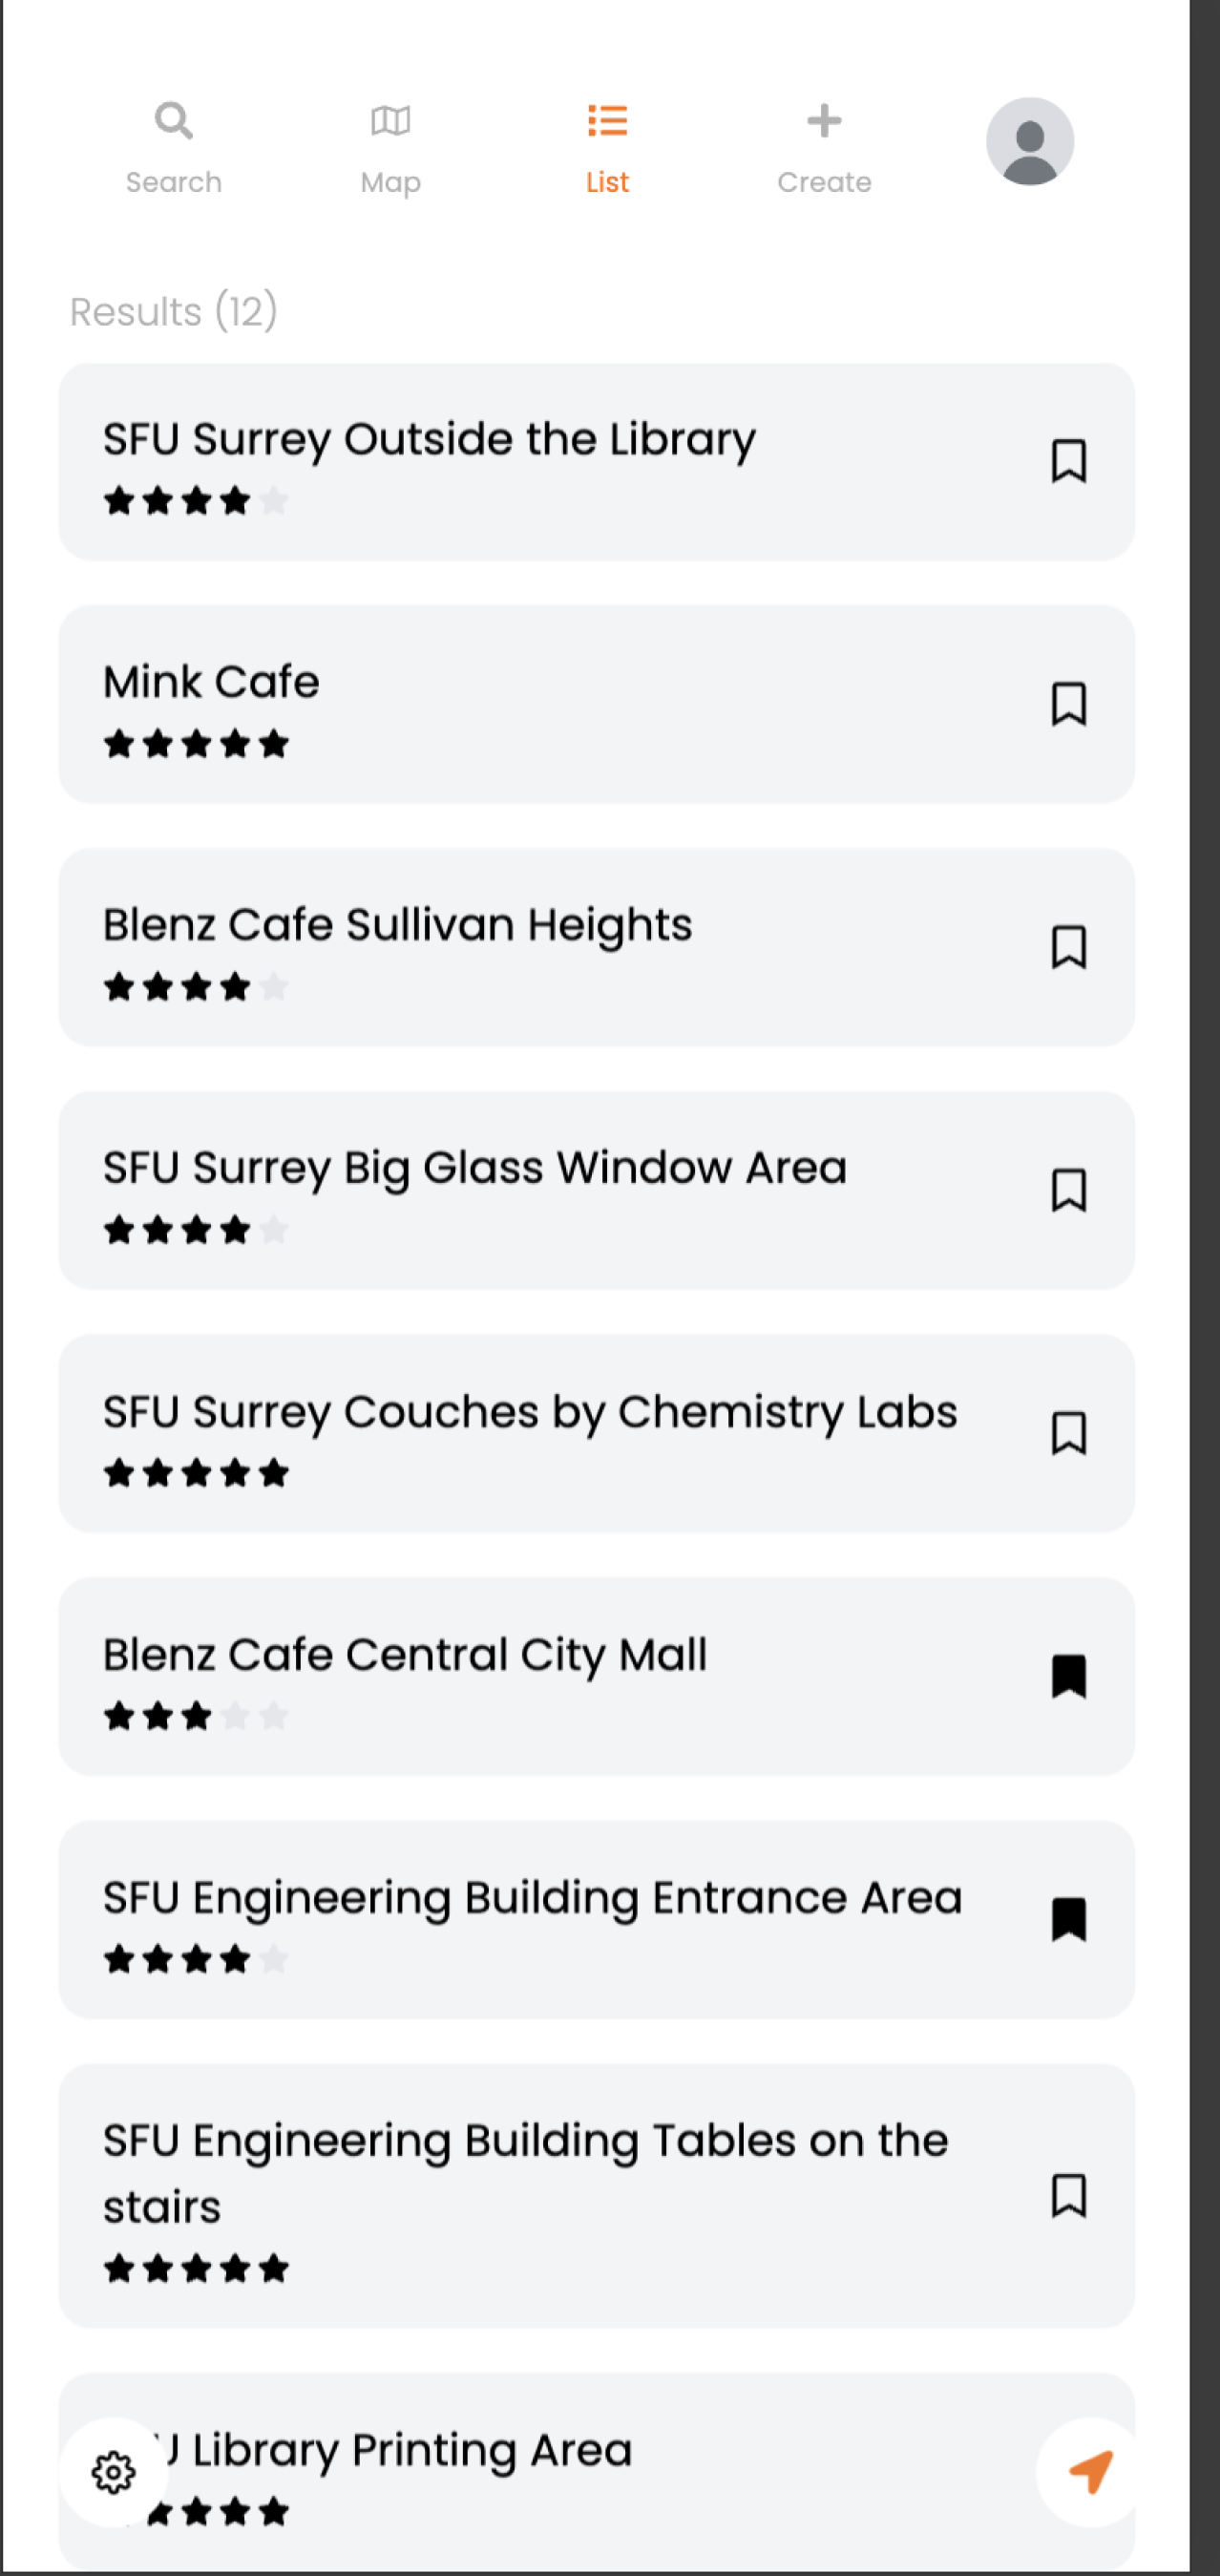 Search
Map
List
Create
Results (12)
SFU Surrey Outside the Library
Mink Cafe
Blenz Cafe Sullivan Heights
SFU Surrey Big Glass Window Area
SFU Surrey Couches by Chemistry Labs
Blenz Cafe Central City Mall
SFU Engineering Building Entrance Area
SFU Engineering Building Tables on the
stairs
U Library Printing Area